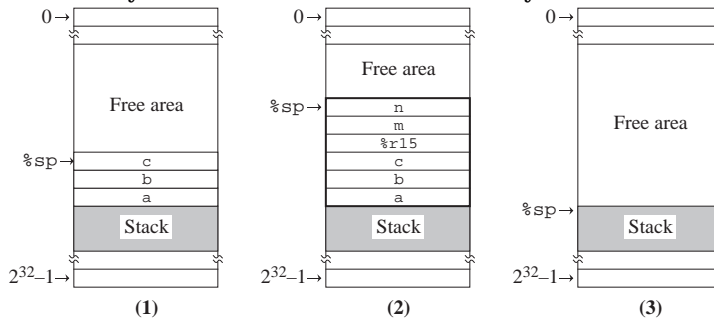 0→
Free area
%sp→
c
b
a
Stack
2³²–1→
(1)
0→
Free area
%sp→
n
m
%r15
c
b
a
Stack
2³²–1→
(2)
0→
Free area
%sp→
Stack
2³²–1→
(3)